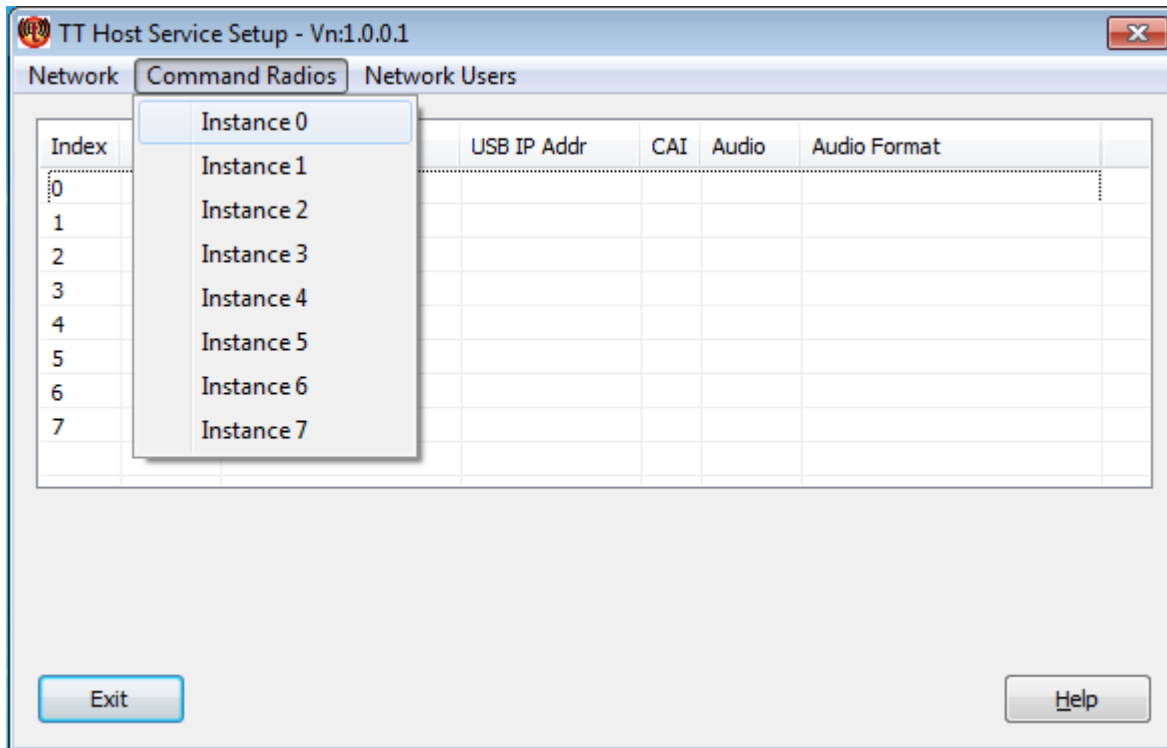 TT Host Service Setup - Vn:1.0.0.1
Network Command Radios Network Users
Instance 0
Instance 1
Instance 2
Instance 3
Instance 4
Instance 5
Instance 6
Instance 7
Index USB IP Addr CAI Audio Audio Format
0
1
2
3
4
5
6
7
Exit Help